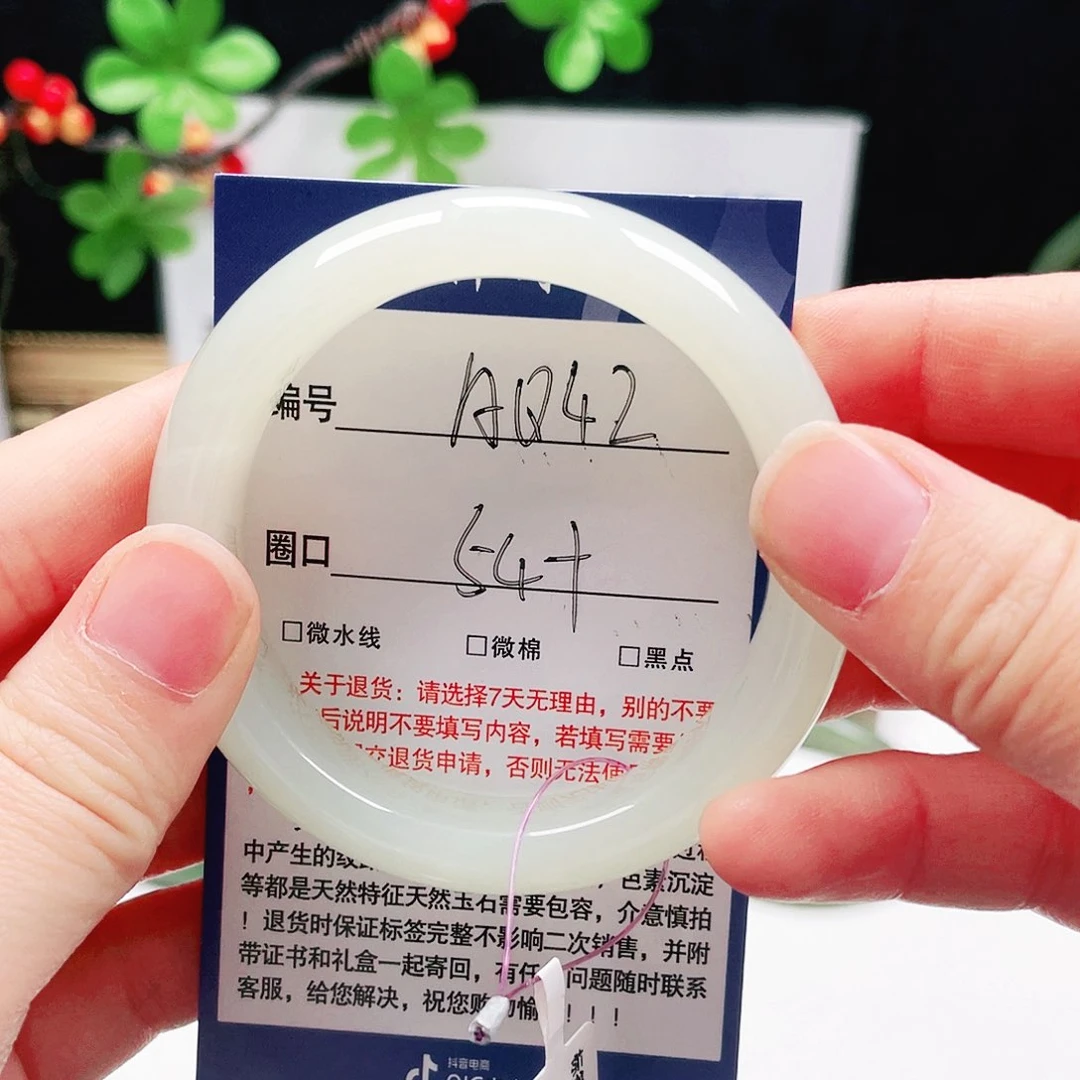 编号 AQ42
圈口 54+
□微水线 □微棉 □黑点
关于退货：请选择7天无理由，别的不要
后说明不要填写内容，若填写需要
交退货申请，否则无法使
，
中产生的纹
等都是天然特征天然玉石需要包容，介意慎拍
！退货时保证标签完整不影响二次销售，并附
带证书和礼盒一起寄回，有任 问题随时联系
客服，给您解决，祝您购物愉 ！！！
抖音电商